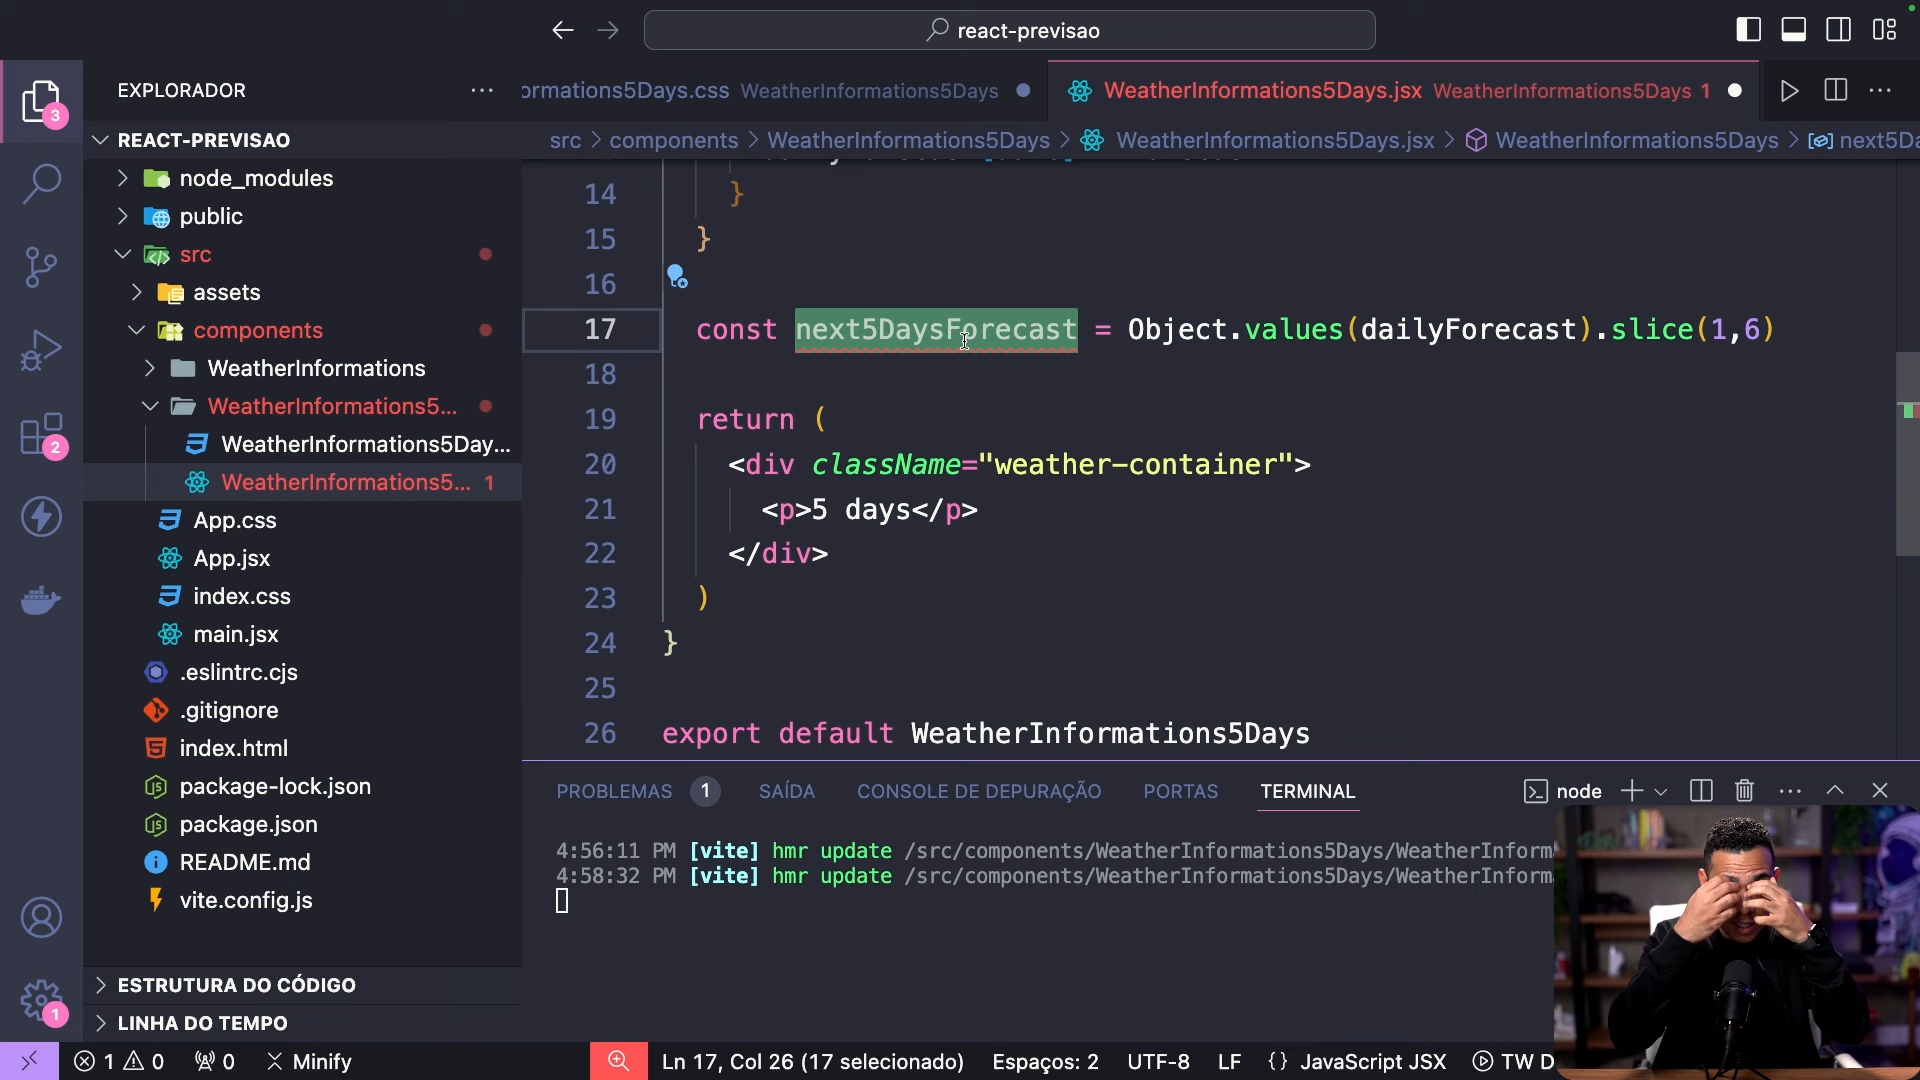 react-previsao
EXPLORADOR
ormations5Days.css WeatherInformations5Days
WeatherInformations5Days.jsx WeatherInformations5Days 1
REACT-PREVISAO
src > components > WeatherInformations5Days > WeatherInformations5Days.jsx > WeatherInformations5Days > next5Da
node_modules
public
src
assets
components
WeatherInformations
WeatherInformations5...
WeatherInformations5Day...
WeatherInformations5... 1
App.css
App.jsx
index.css
main.jsx
.eslintrc.cjs
.gitignore
index.html
package-lock.json
package.json
README.md
vite.config.js
ESTRUTURA DO CÓDIGO
LINHA DO TEMPO
3
2
1
14 }
15 }
16
17 const next5DaysForecast = Object.values(dailyForecast).slice(1,6)
18
19 return (
20 <div className="weather-container">
21 <p>5 days</p>
22 </div>
23 )
24 }
25
26 export default WeatherInformations5Days
PROBLEMAS 1 SAÍDA CONSOLE DE DEPURAÇÃO PORTAS TERMINAL node
4:56:11 PM [vite] hmr update /src/components/WeatherInformations5Days/WeatherInform
4:58:32 PM [vite] hmr update /src/components/WeatherInformations5Days/WeatherInform
1 0 0 Minify Ln 17, Col 26 (17 selecionado) Espaços: 2 UTF-8 LF {} JavaScript JSX TW D